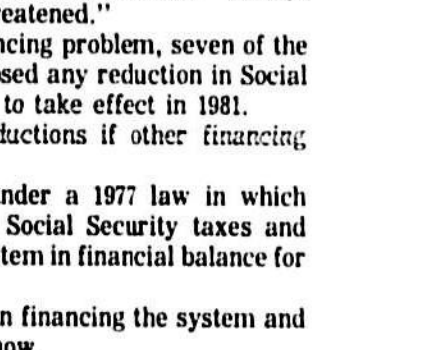 eatened."
ncing problem, seven of the
sed any reduction in Social
to take effect in 1981.
ductions if other financing
nder a 1977 law in which
Social Security taxes and
tem in financial balance for
n financing the system and
now